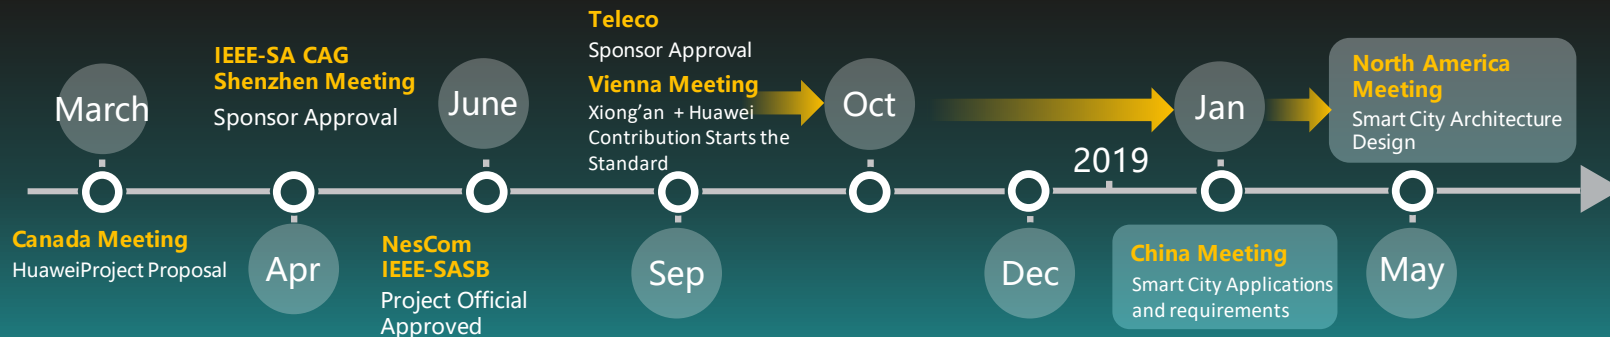 March
Canada Meeting
HuaweiProject Proposal
IEEE-SA CAG
Shenzhen Meeting
Sponsor Approval
Apr
June
NesCom
IEEE-SASB
Project Official
Approved
Teleco
Sponsor Approval
Vienna Meeting
Xiong’an + Huawei
Contribution Starts the
Standard
Sep
Oct
Dec
2019
Jan
China Meeting
Smart City Applications
and requirements
North America
Meeting
Smart City Architecture
Design
May